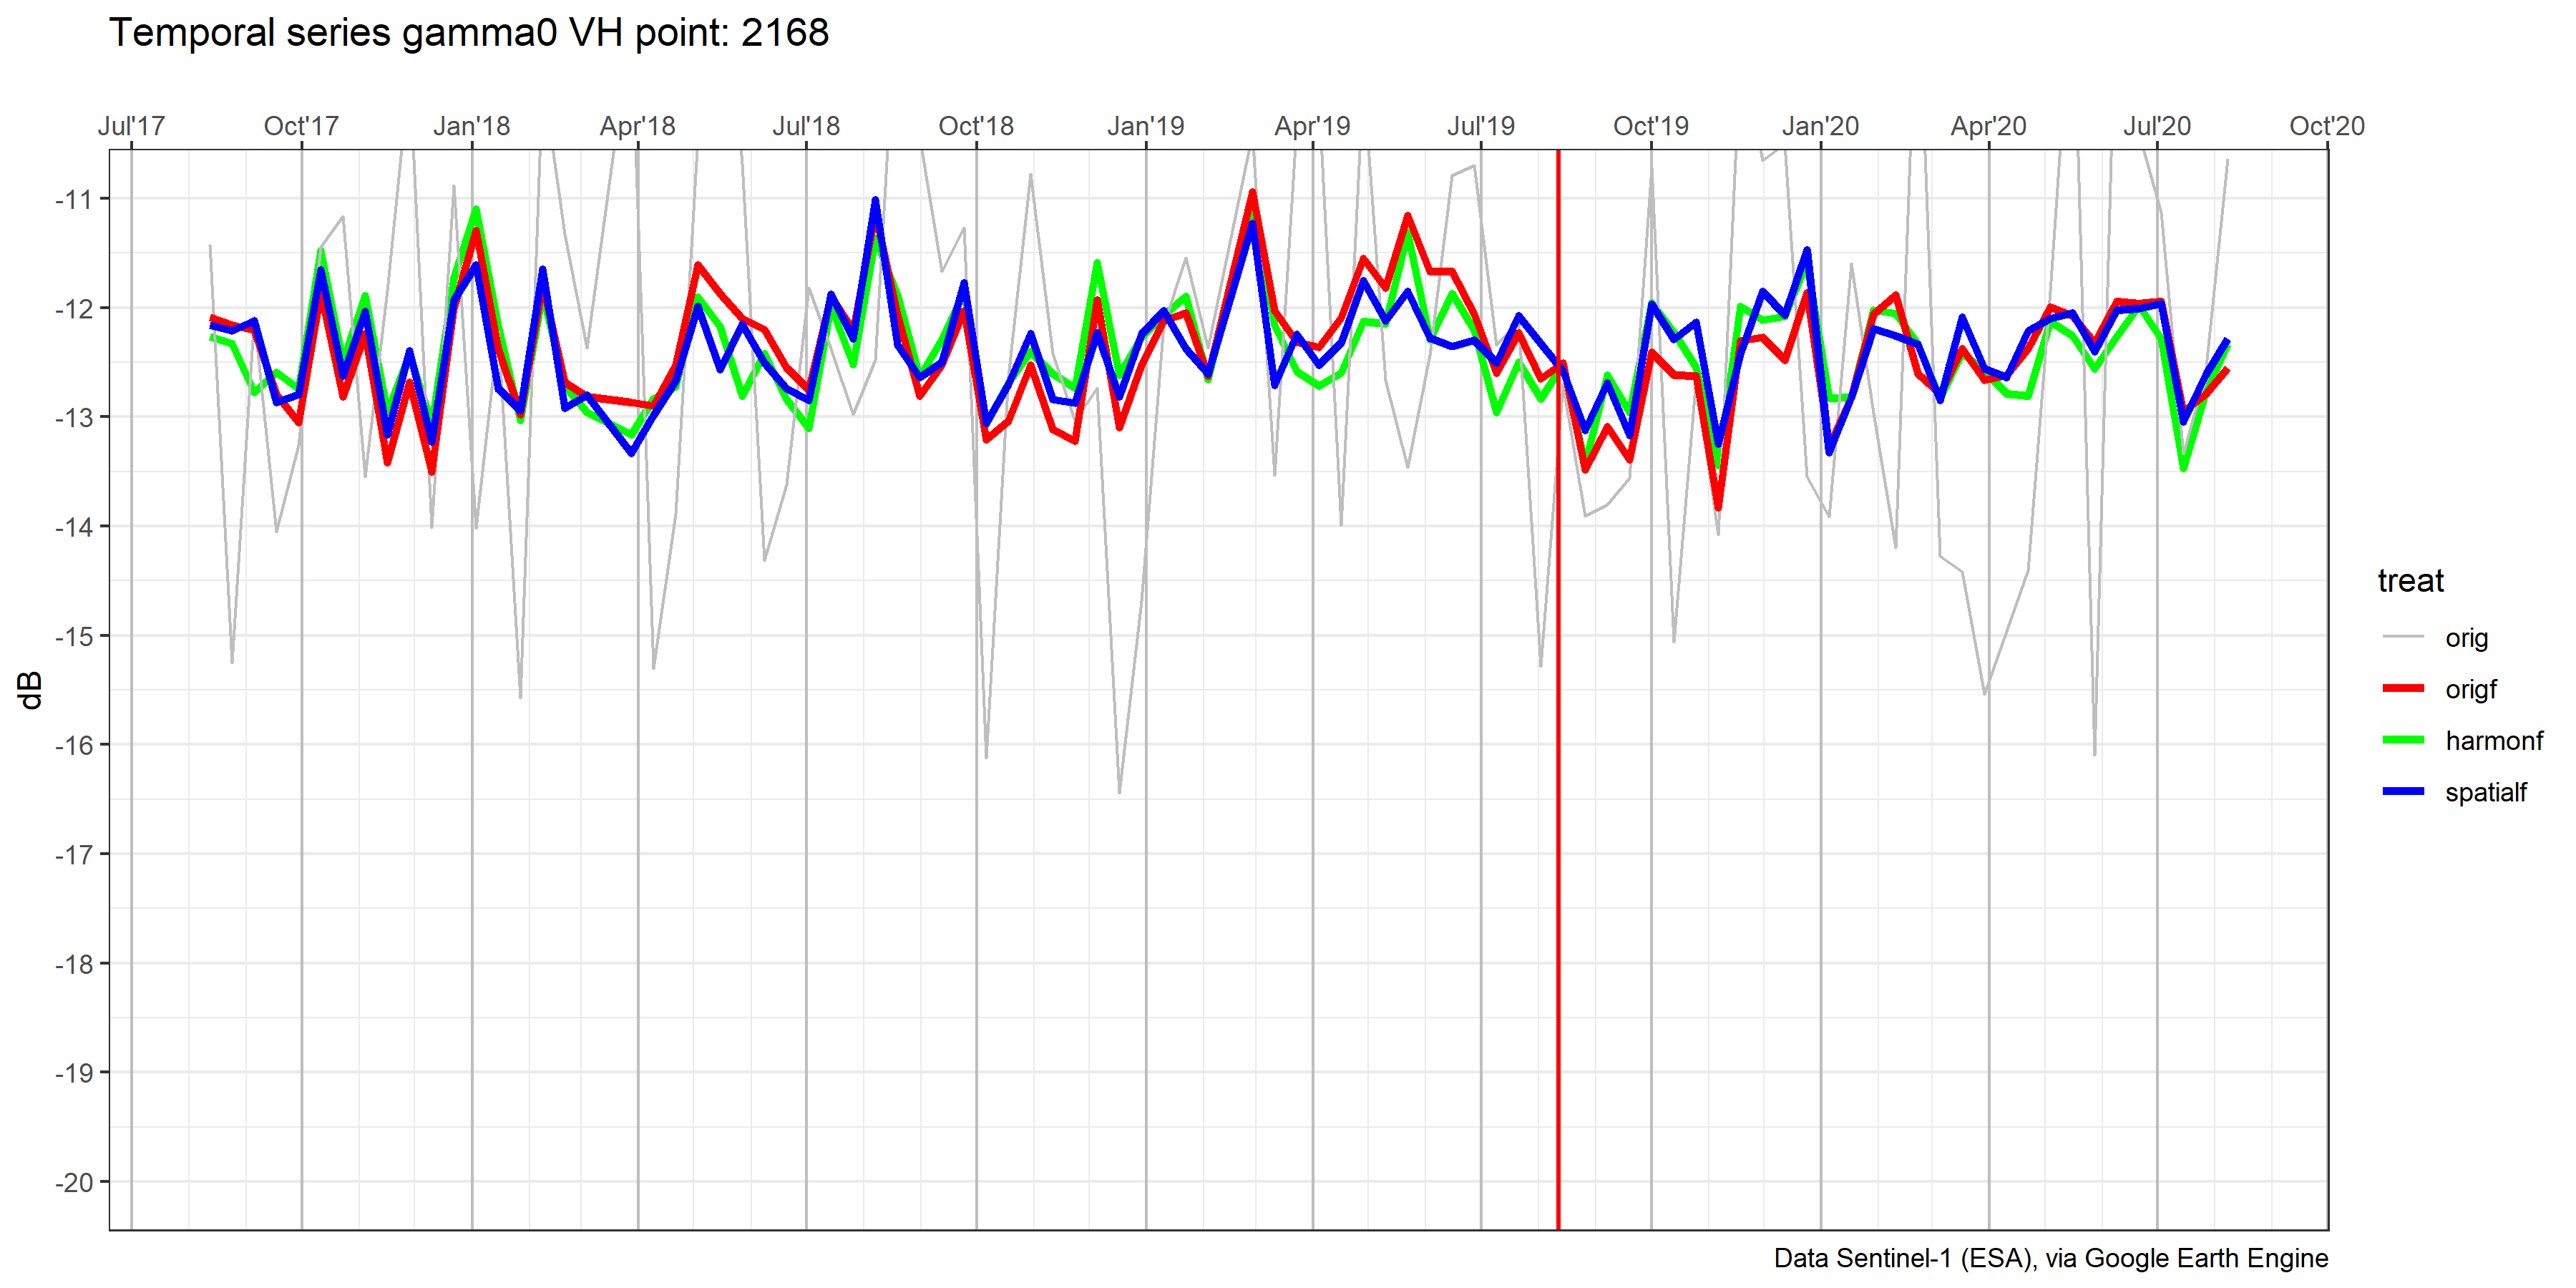 Temporal series gamma0 VH point: 2168
Jul'17 Oct'17 Jan'18 Apr'18 Jul'18 Oct'18 Jan'19 Apr'19 Jul'19 Oct'19 Jan'20 Apr'20 Jul'20 Oct'20
-11
-12
-13
-14
-15
-16
-17
-18
-19
-20
dB
treat
orig
origf
harmonf
spatialf
Data Sentinel-1 (ESA), via Google Earth Engine